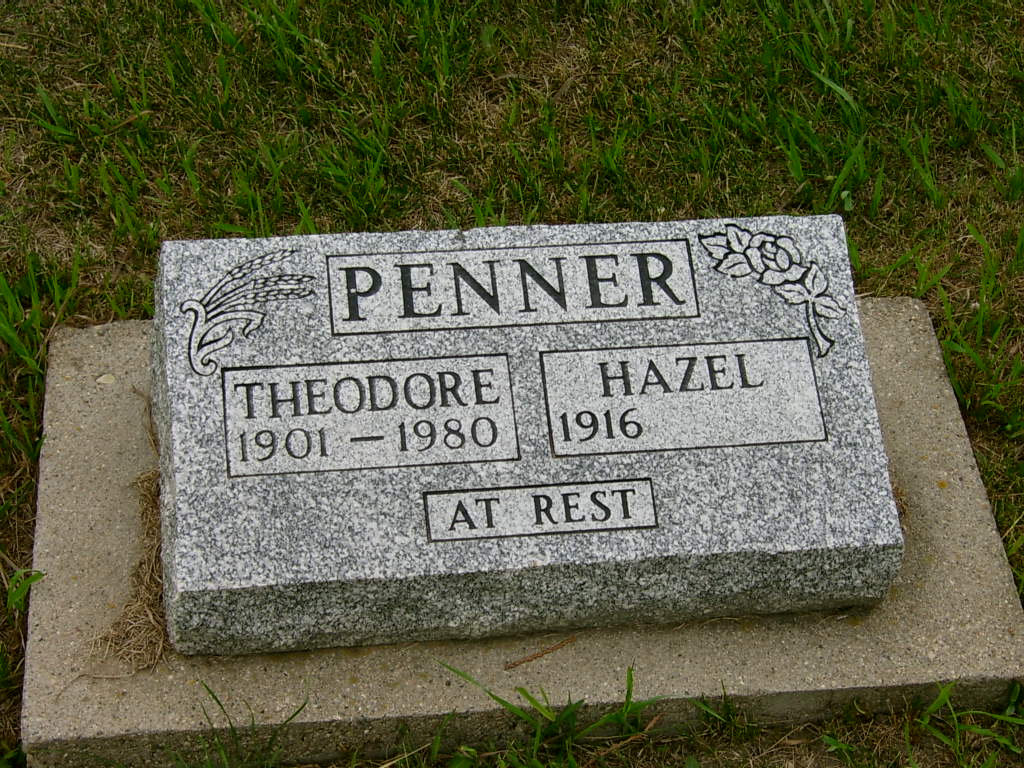 PENNER
THEODORE
1901 — 1980
HAZEL
1916
AT REST